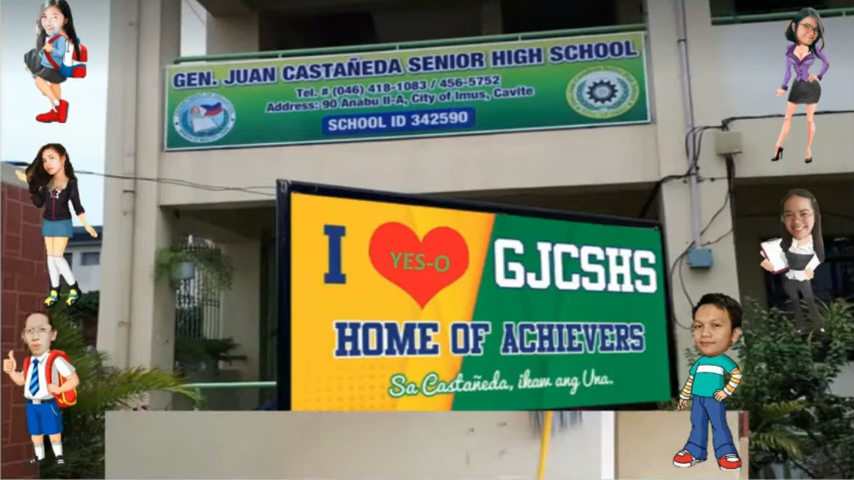 GEN. JUAN CASTAÑEDA SENIOR HIGH SCHOOL
Tel. # (046) 418-1083 / 456-5752
Address: 90 Anabu II-A, City of Imus, Cavite
SCHOOL ID 342590
I YES-O GJCSHS
HOME OF ACHIEVERS
Sa Castañeda, ikaw ang Una.